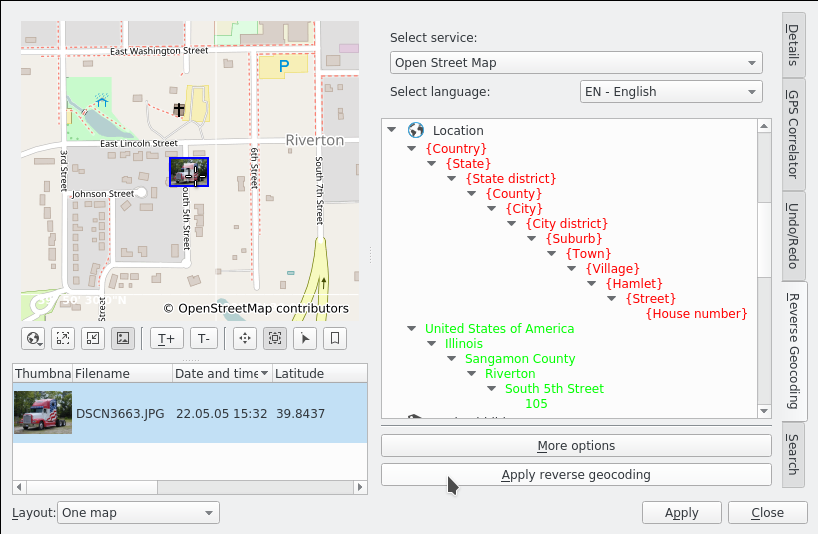 East Washington Street
P
East Lincoln Street
Riverton
3rd Street
Johnson Street
South 5th Street
6th Street
South 7th Street
Street
© OpenStreetMap contributors
T+
T-
Thumbna
Filename
Date and time
Latitude
DSCN3663.JPG
22.05.05 15:32
39.8437
Layout:
One map
Select service:
Open Street Map
Select language:
EN - English
Location
{Country}
{State}
{State district}
{County}
{City}
{City district}
{Suburb}
{Town}
{Village}
{Hamlet}
{Street}
{House number}
United States of America
Illinois
Sangamon County
Riverton
South 5th Street
105
More options
Apply reverse geocoding
Apply
Close
Details
GPS Correlator
Undo/Redo
Reverse Geocoding
Search